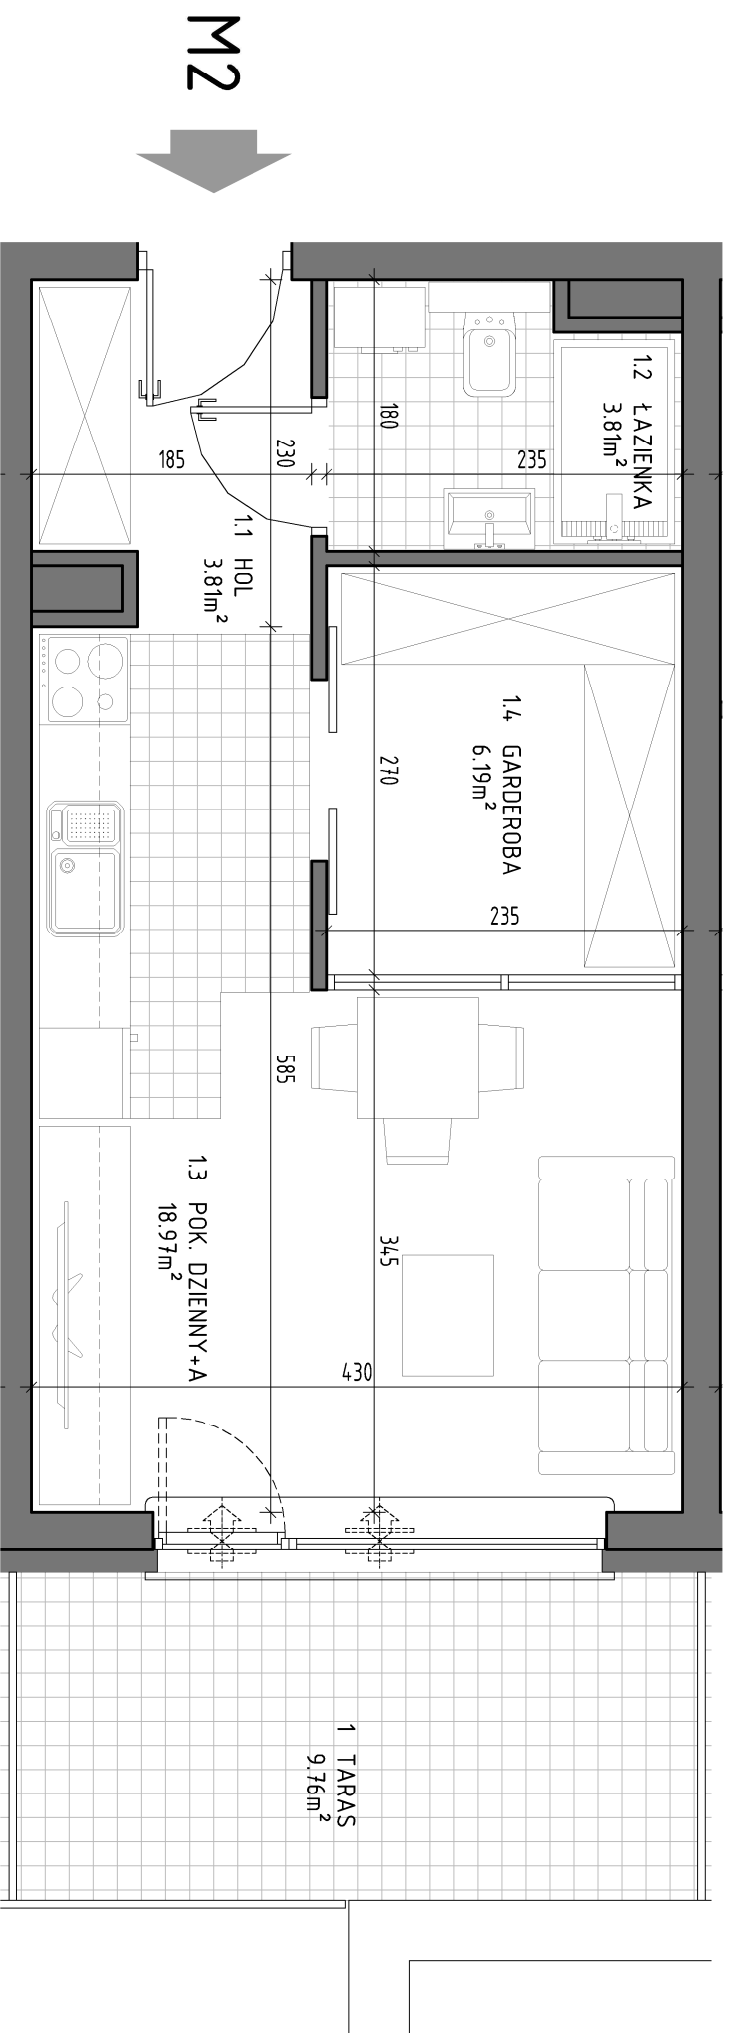 M2
1.2 ŁAZIENKA
3.81m²
180
235
185
230
1.1 HOL
3.81m²
1.4 GARDEROBA
6.19m²
270
235
585
1.3 POK. DZIENNY+A
18.97m²
345
430
1 TARAS
9.76m²